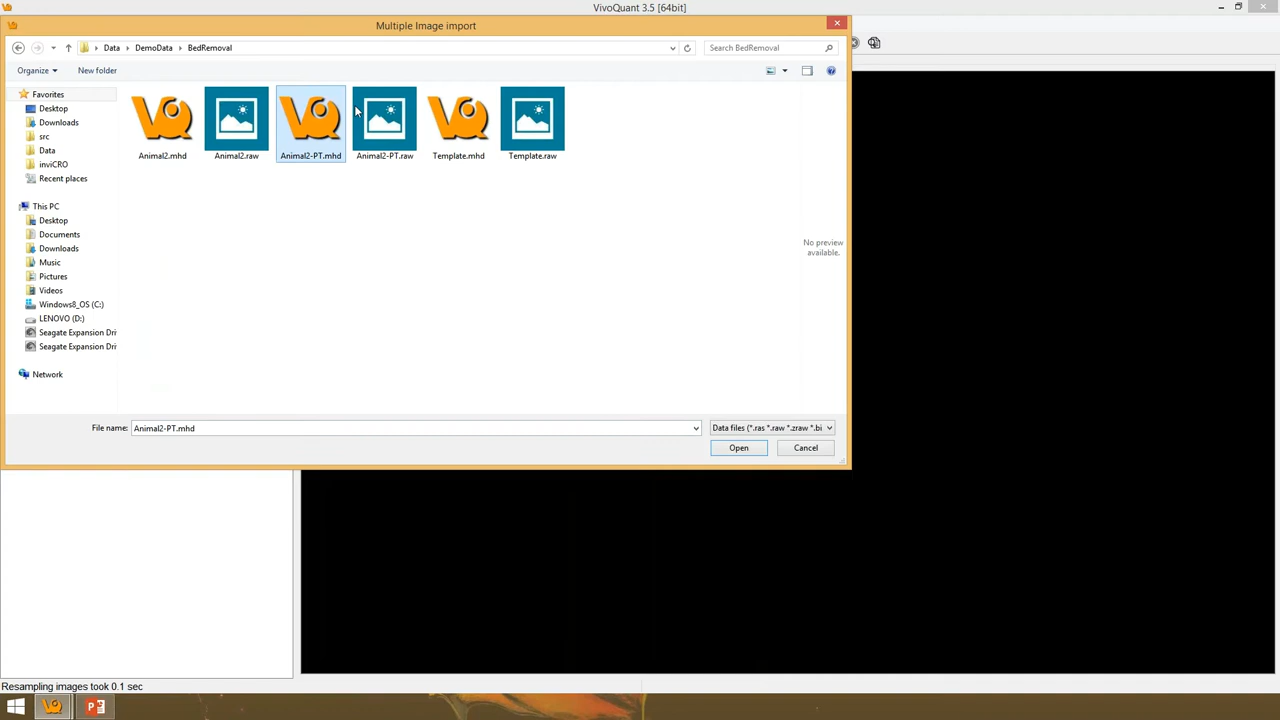 VivoQuant 3.5 [64bit]
Multiple Image import
Data
DemoData
BedRemoval
Search BedRemoval
Organize
New folder
Favorites
Desktop
Downloads
src
Data
inviCRO
Recent places
This PC
Desktop
Documents
Downloads
Music
Pictures
Videos
Windows8_OS (C:)
LENOVO (D:)
Seagate Expansion Dri
Seagate Expansion Dri
Network
Animal2.mhd
Animal2.raw
Animal2-PT.mhd
Animal2-PT.raw
Template.mhd
Template.raw
No preview
available.
File name:
Animal2-PT.mhd
Data files (*.ras *.raw *.zraw *.bi
Open
Cancel
Resampling images took 0.1 sec